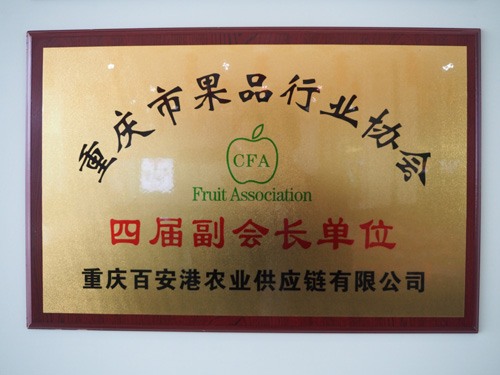 重庆市果品行业协会
CFA
Fruit Association
四届副会长单位
重庆百安港农业供应链有限公司